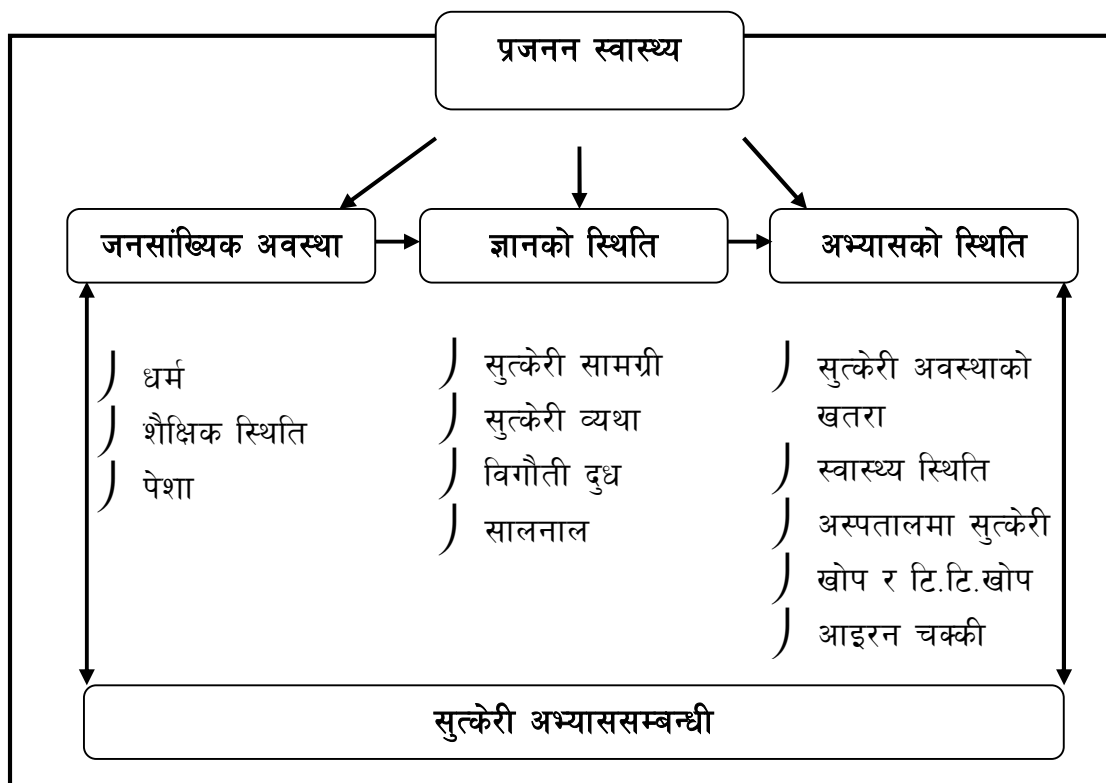 प्रजनन स्वास्थ्य
जनसांख्यिक अवस्था
ज्ञानको स्थिति
अभ्यासको स्थिति
धर्म
शैक्षिक स्थिति
पेशा
सुत्केरी सामग्री
सुत्केरी व्यथा
विगौती दुध
सालनाल
सुत्केरी अवस्थाको
खतरा
स्वास्थ्य स्थिति
अस्पतालमा सुत्केरी
खोप र टि.टि.खोप
आइरन चक्की
सुत्केरी अभ्याससम्बन्धी